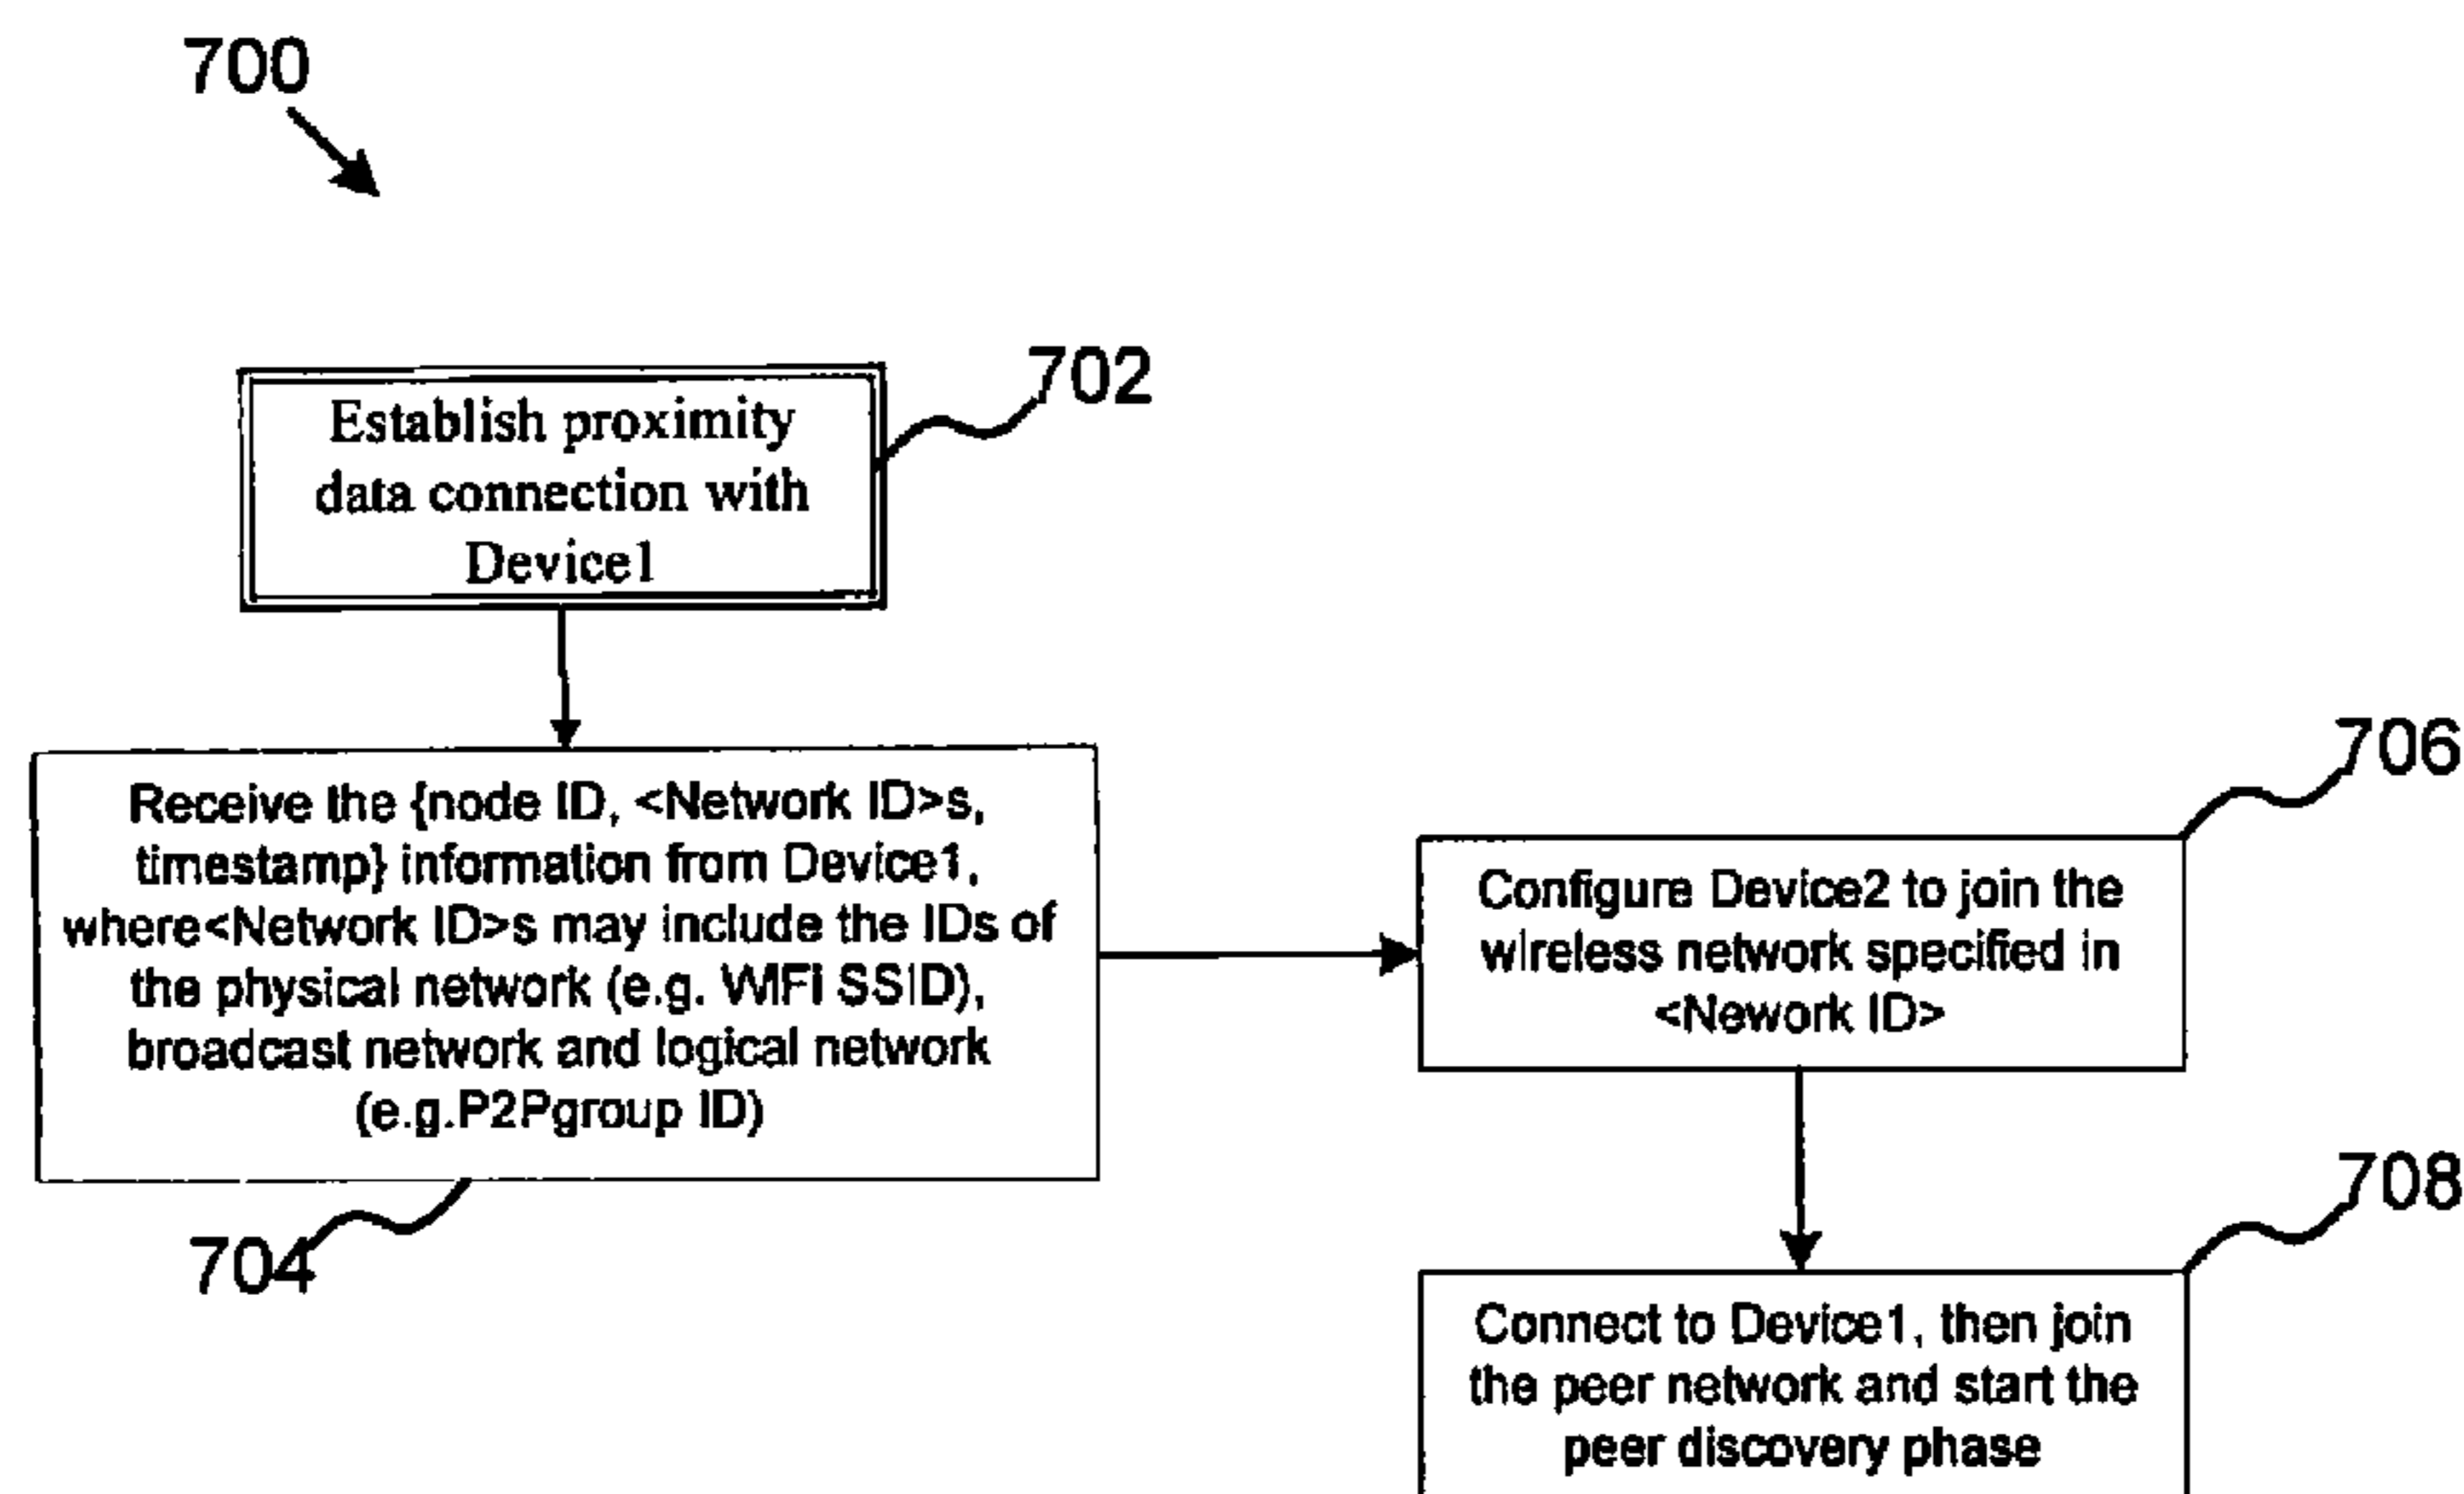 700
702
Establish proximity
data connection with
Device1
Receive the {node ID, <Network ID>s,
timestamp} information from Device1,
where<Network ID>s may include the IDs of
the physical network (e.g. WIFI SSID),
broadcast network and logical network
(e.g.P2Pgroup ID)
704
706
Configure Device2 to join the
wireless network specified in
<Nework ID>
708
Connect to Device1, then join
the peer network and start the
peer discovery phase